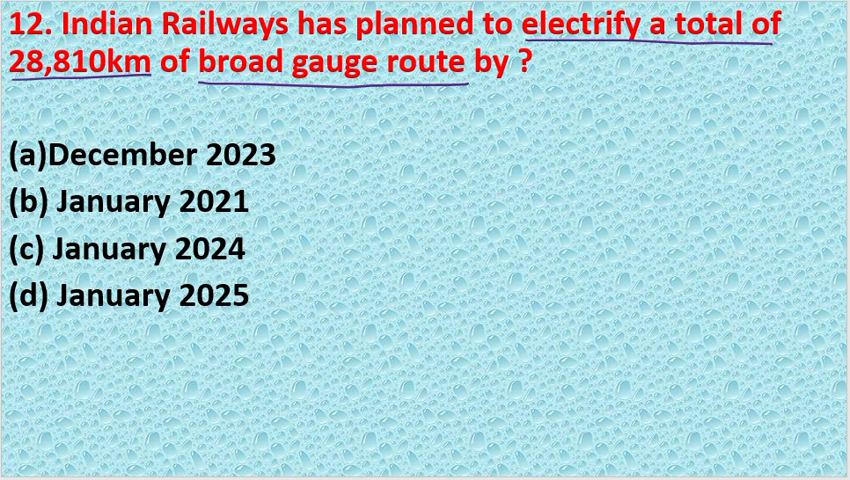 12. Indian Railways has planned to electrify a total of
28,810km of broad gauge route by ?
(a)December 2023
(b) January 2021
(c) January 2024
(d) January 2025